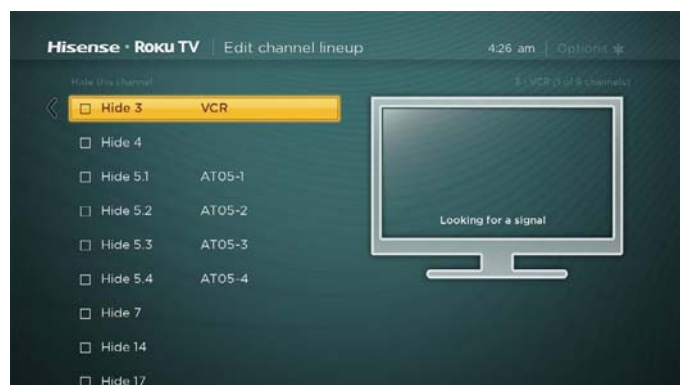 Hisense · ROKU TV | Edit channel lineup 4:26 am | Options ✱
Hide this channel 3 - VCR (1 of 9 channels)
Hide 3 VCR
Hide 4
Hide 5.1 AT05-1
Hide 5.2 AT05-2
Looking for a signal
Hide 5.3 AT05-3
Hide 5.4 AT05-4
Hide 7
Hide 14
Hide 17